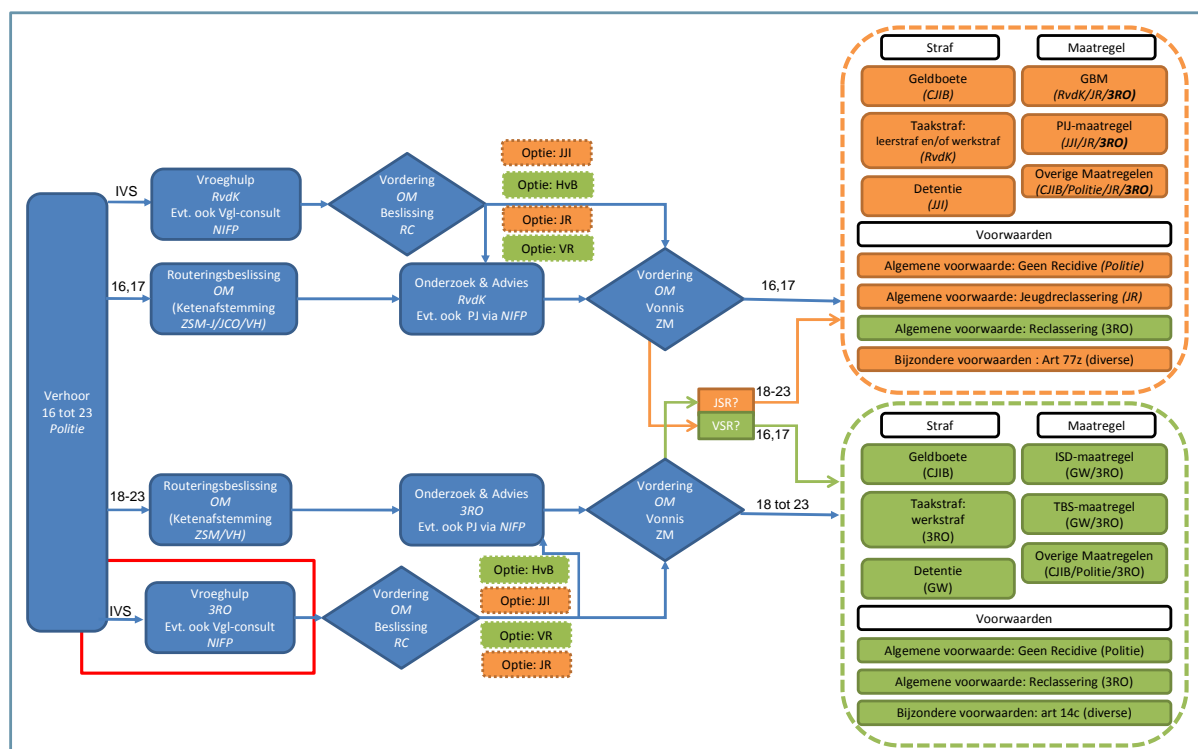 Verhoor
16 tot 23
Politie
IVS
Vroeghulp
RvdK
Evt. ook Vgl-consult
NIFP
Vordering
OM
Beslissing
RC
Optie: JJI
Optie: HvB
Optie: JR
Optie: VR
16,17
Routeringsbeslissing
OM
(Ketenafstemming
ZSM-J/JCO/VH)
Onderzoek & Advies
RvdK
Evt. ook PJ via NIFP
Vordering
OM
Vonnis
ZM
16,17
JSR?
18-23
VSR?
16,17
18-23
Routeringsbeslissing
OM
(Ketenafstemming
ZSM/VH)
Onderzoek & Advies
3RO
Evt. ook PJ via NIFP
Vordering
OM
Vonnis
ZM
18 tot 23
IVS
Vroeghulp
3RO
Evt. ook Vgl-consult
NIFP
Vordering
OM
Beslissing
RC
Optie: HvB
Optie: JJI
Optie: VR
Optie: JR
Straf
Maatregel
Geldboete
(CJIB)
GBM
(RvdK/JR/3RO)
Taakstraf:
leerstraf en/of werkstraf
(RvdK)
PIJ-maatregel
(JJI/JR/3RO)
Detentie
(JJI)
Overige Maatregelen
(CJIB/Politie/JR/3RO)
Voorwaarden
Algemene voorwaarde: Geen Recidive (Politie)
Algemene voorwaarde: Jeugdreclassering (JR)
Algemene voorwaarde: Reclassering (3RO)
Bijzondere voorwaarden : Art 77z (diverse)
Straf
Maatregel
Geldboete
(CJIB)
ISD-maatregel
(GW/3RO)
Taakstraf:
werkstraf
(3RO)
TBS-maatregel
(GW/3RO)
Detentie
(GW)
Overige Maatregelen
(CJIB/Politie/3RO)
Voorwaarden
Algemene voorwaarde: Geen Recidive (Politie)
Algemene voorwaarde: Reclassering (3RO)
Bijzondere voorwaarden: art 14c (diverse)